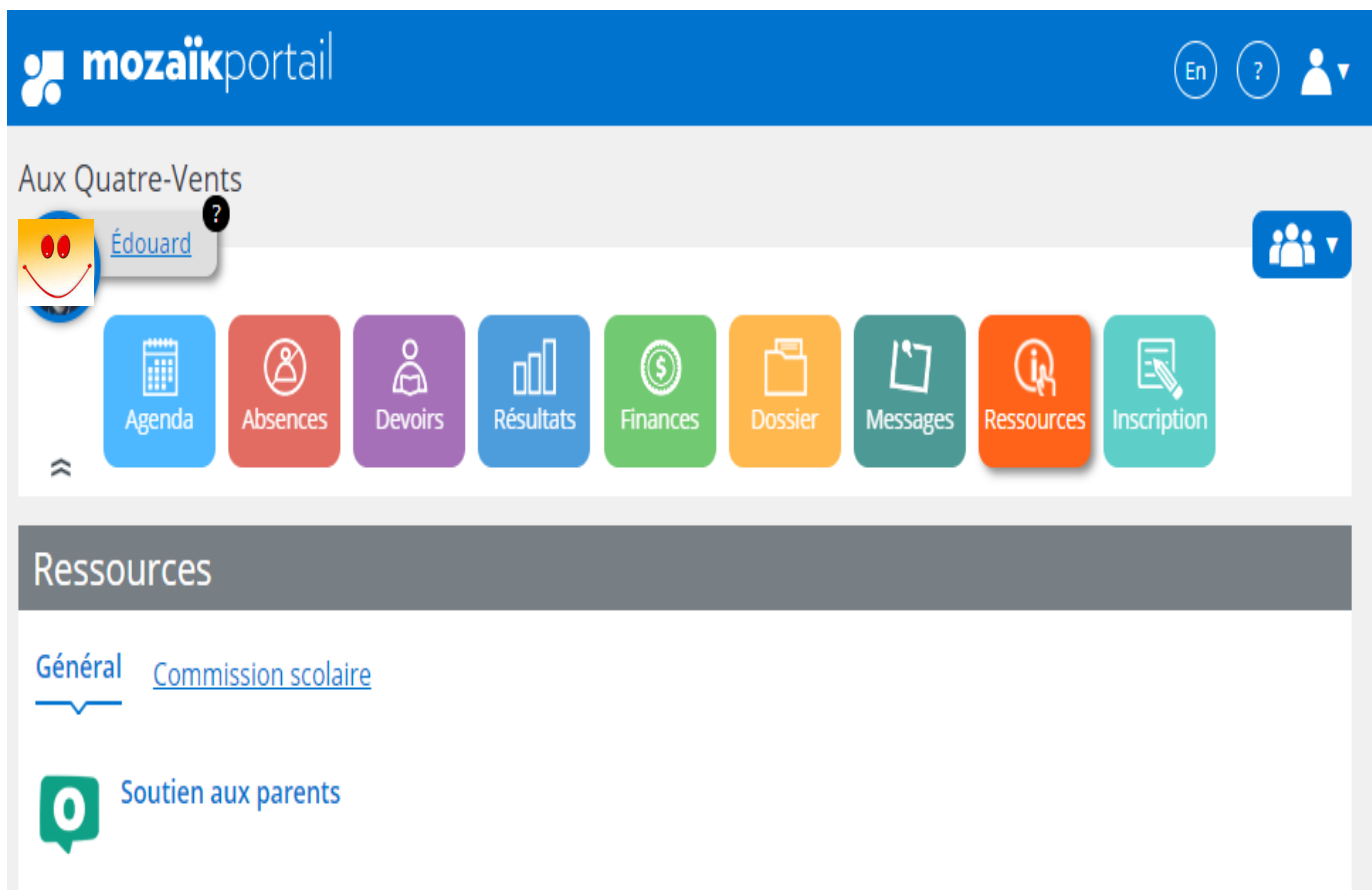 mozaïkportail
En
?
Aux Quatre-Vents
?
Édouard
Agenda
Absences
Devoirs
Résultats
Finances
Dossier
Messages
Ressources
Inscription
Ressources
Général
Commission scolaire
Soutien aux parents